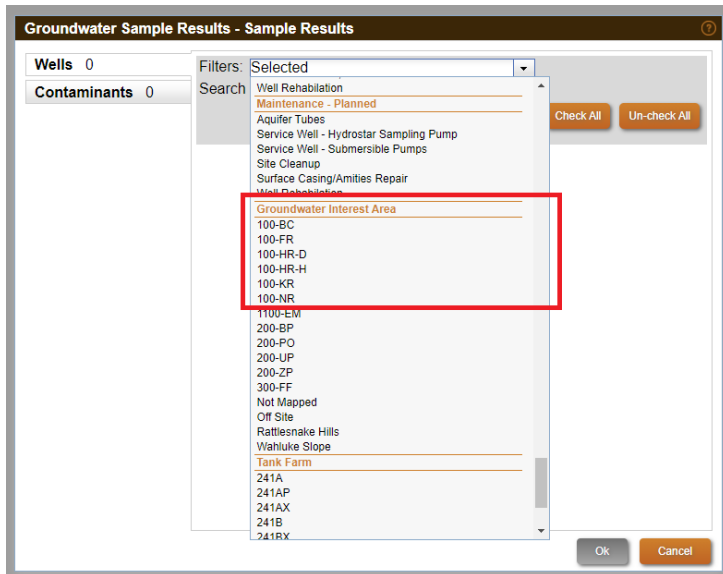 Groundwater Sample Results - Sample Results
?
Wells 0
Contaminants 0
Filters: Selected
Search
Check All
Un-check All
Well Rehabilation
Maintenance - Planned
Aquifer Tubes
Service Well - Hydrostar Sampling Pump
Service Well - Submersible Pumps
Site Cleanup
Surface Casing/Amities Repair
Well Rehabilation
Groundwater Interest Area
100-BC
100-FR
100-HR-D
100-HR-H
100-KR
100-NR
1100-EM
200-BP
200-PO
200-UP
200-ZP
300-FF
Not Mapped
Off Site
Rattlesnake Hills
Wahluke Slope
Tank Farm
241A
241AP
241AX
241B
241BX
Ok
Cancel